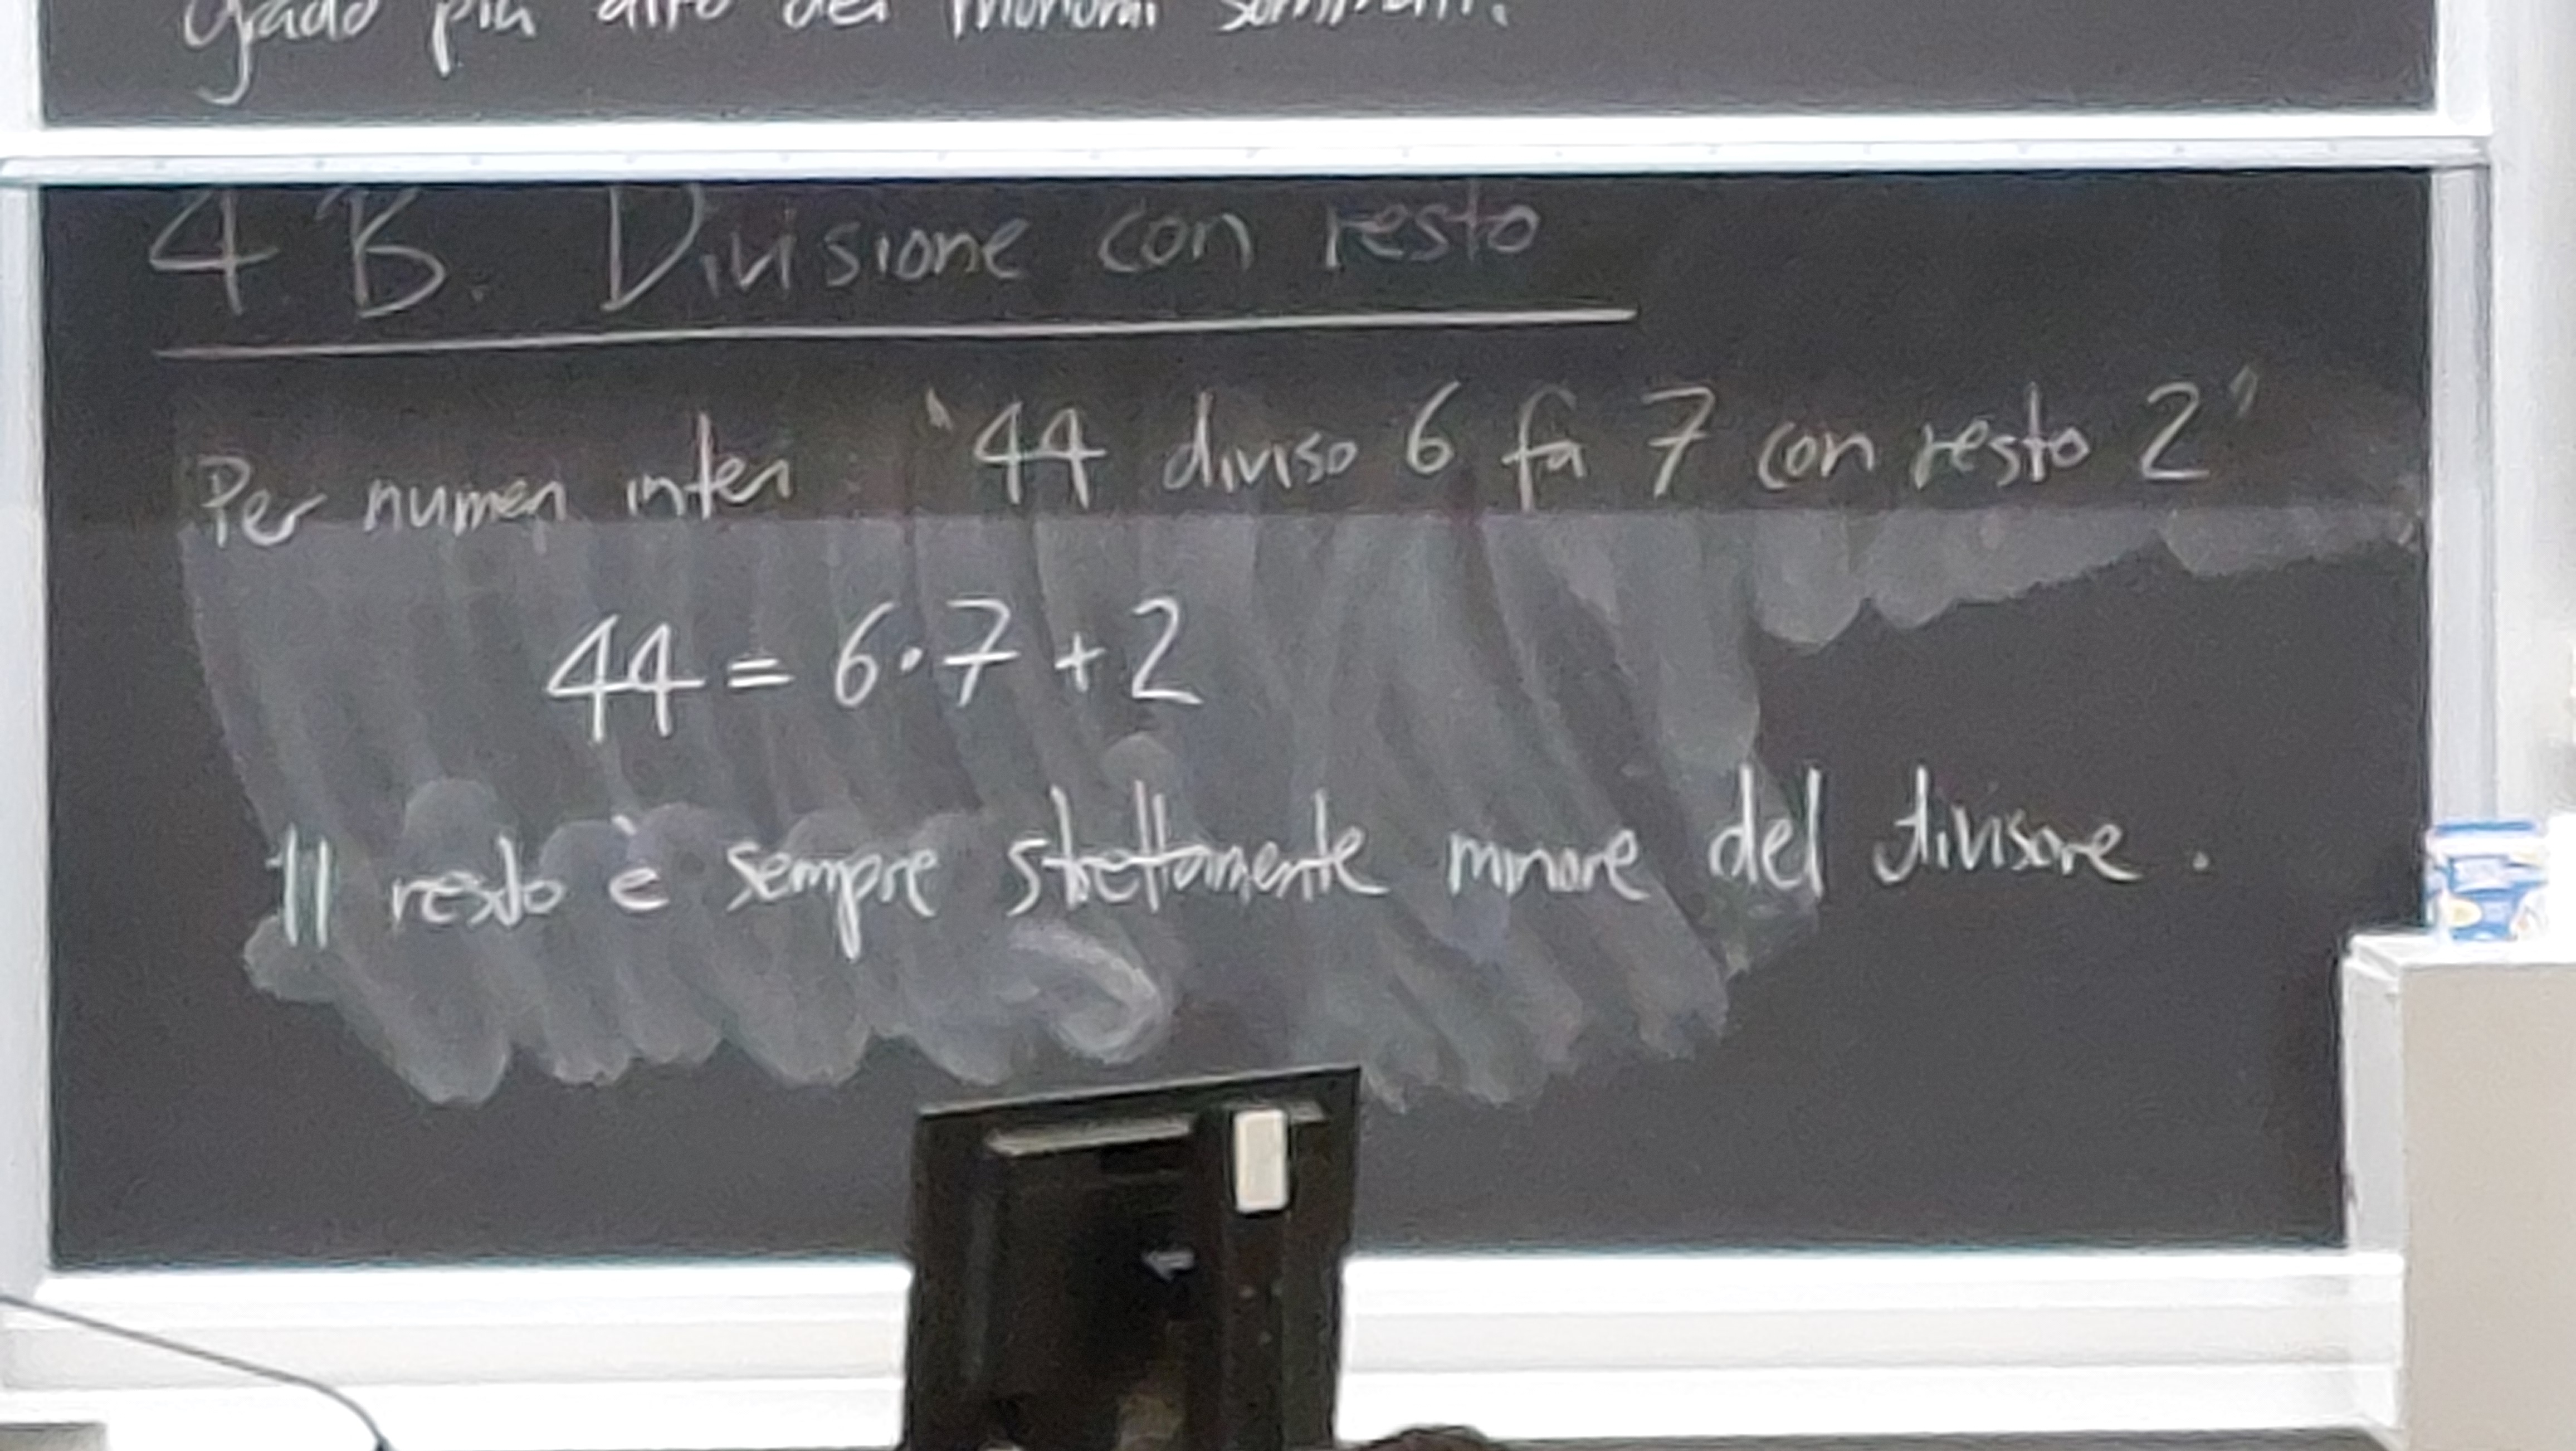 grado più alto dei monomi sommati.
4.B. Divisione con resto
Per numeri interi : "44 diviso 6 fa 7 con resto 2"
44 = 6·7 + 2
Il resto è sempre strettamente minore del divisore.